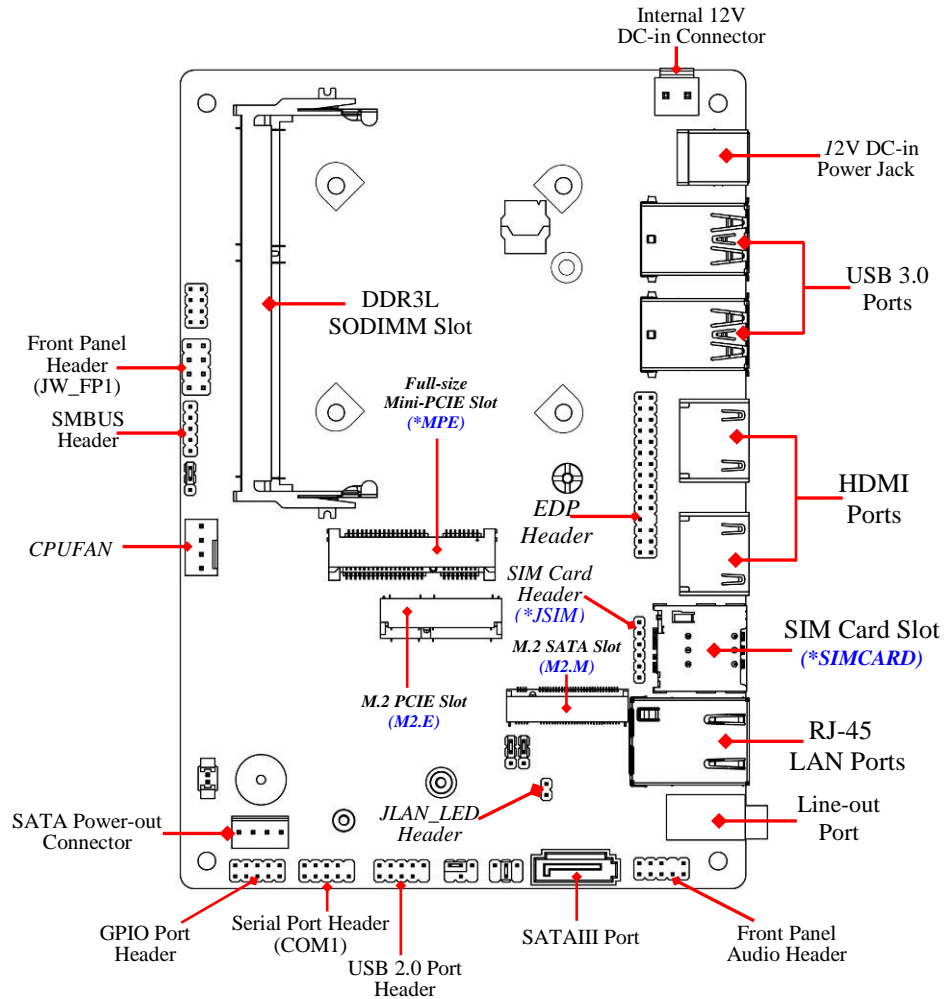 Internal 12V
DC-in Connector
12V DC-in
Power Jack
USB 3.0
Ports
DDR3L
SODIMM Slot
Front Panel
Header
(JW_FP1)
SMBUS
Header
Full-size
Mini-PCIE Slot
(*MPE)
HDMI
Ports
EDP
Header
CPUFAN
SIM Card
Header
(*JSIM)
SIM Card Slot
(*SIMCARD)
M.2 SATA Slot
(M2.M)
M.2 PCIE Slot
(M2.E)
RJ-45
LAN Ports
JLAN_LED
Header
Line-out
Port
SATA Power-out
Connector
GPIO Port
Header
Serial Port Header
(COM1)
USB 2.0 Port
Header
SATAIII Port
Front Panel
Audio Header